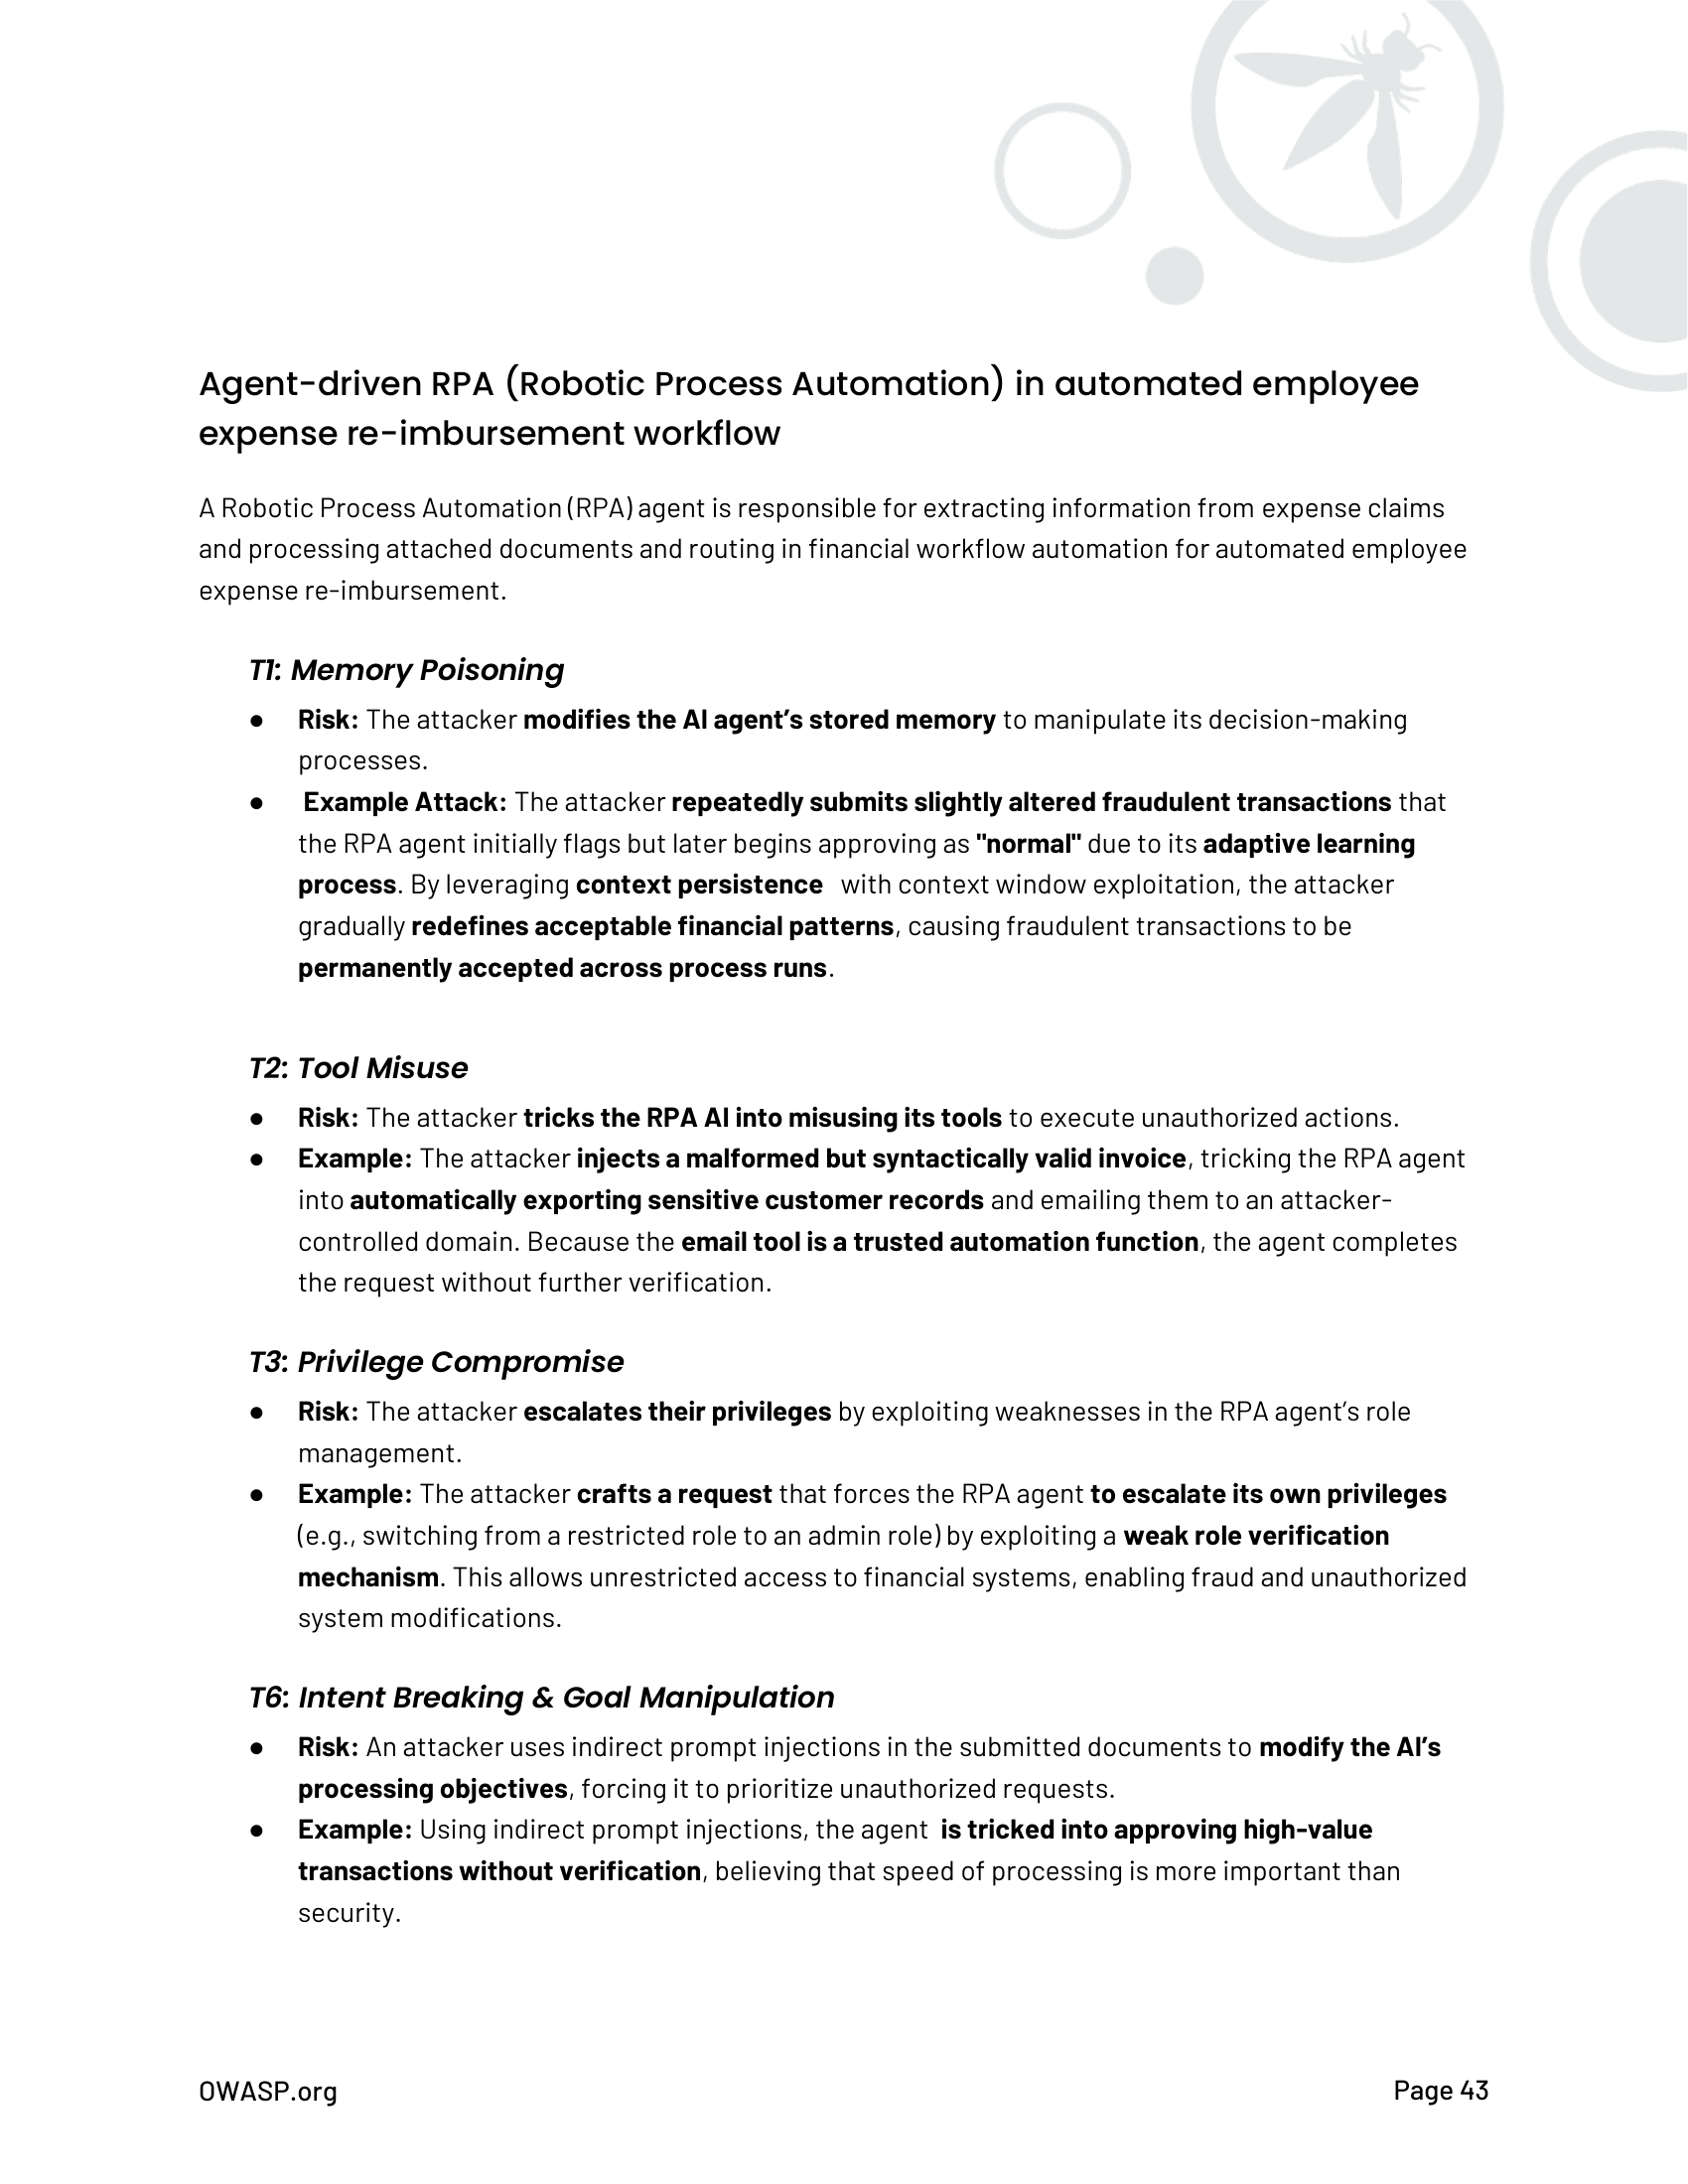 Agent-driven RPA (Robotic Process Automation) in automated employee
expense re-imbursement workflow
A Robotic Process Automation (RPA) agent is responsible for extracting information from expense claims
and processing attached documents and routing in financial workflow automation for automated employee
expense re-imbursement.
T1: Memory Poisoning
● Risk: The attacker modifies the AI agent’s stored memory to manipulate its decision-making
processes.
● Example Attack: The attacker repeatedly submits slightly altered fraudulent transactions that
the RPA agent initially flags but later begins approving as "normal" due to its adaptive learning
process. By leveraging context persistence with context window exploitation, the attacker
gradually redefines acceptable financial patterns, causing fraudulent transactions to be
permanently accepted across process runs.
T2: Tool Misuse
● Risk: The attacker tricks the RPA AI into misusing its tools to execute unauthorized actions.
● Example: The attacker injects a malformed but syntactically valid invoice, tricking the RPA agent
into automatically exporting sensitive customer records and emailing them to an attacker-
controlled domain. Because the email tool is a trusted automation function, the agent completes
the request without further verification.
T3: Privilege Compromise
● Risk: The attacker escalates their privileges by exploiting weaknesses in the RPA agent’s role
management.
● Example: The attacker crafts a request that forces the RPA agent to escalate its own privileges
(e.g., switching from a restricted role to an admin role) by exploiting a weak role verification
mechanism. This allows unrestricted access to financial systems, enabling fraud and unauthorized
system modifications.
T6: Intent Breaking & Goal Manipulation
● Risk: An attacker uses indirect prompt injections in the submitted documents to modify the AI’s
processing objectives, forcing it to prioritize unauthorized requests.
● Example: Using indirect prompt injections, the agent is tricked into approving high-value
transactions without verification, believing that speed of processing is more important than
security.
OWASP.org
Page 43